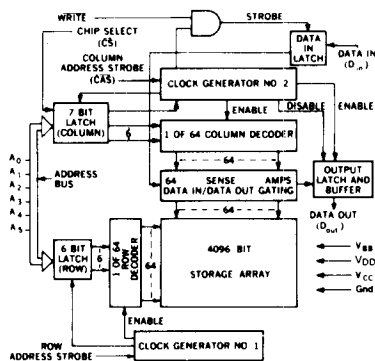 WRITE
STROBE
CHIP SELECT
(C̅S̅)
COLUMN
ADDRESS STROBE
(C̅A̅S̅)
DATA
IN
LATCH
DATA IN
(Din)
CLOCK GENERATOR NO 2
7 BIT
LATCH
(COLUMN)
6
ENABLE
DISABLE
ENABLE
1 OF 64 COLUMN DECODER
64
64 SENSE AMPS
DATA IN/DATA OUT GATING
64
OUTPUT
LATCH AND
BUFFER
DATA OUT
(Dout)
A0
A1
A2
A3
A4
A5
ADDRESS
BUS
6 BIT
LATCH
(ROW)
6
1 OF 64
ROW
DECODER
64
4096 BIT
STORAGE ARRAY
VBB
VDD
VCC
Gnd
ENABLE
CLOCK GENERATOR NO 1
ROW
ADDRESS STROBE